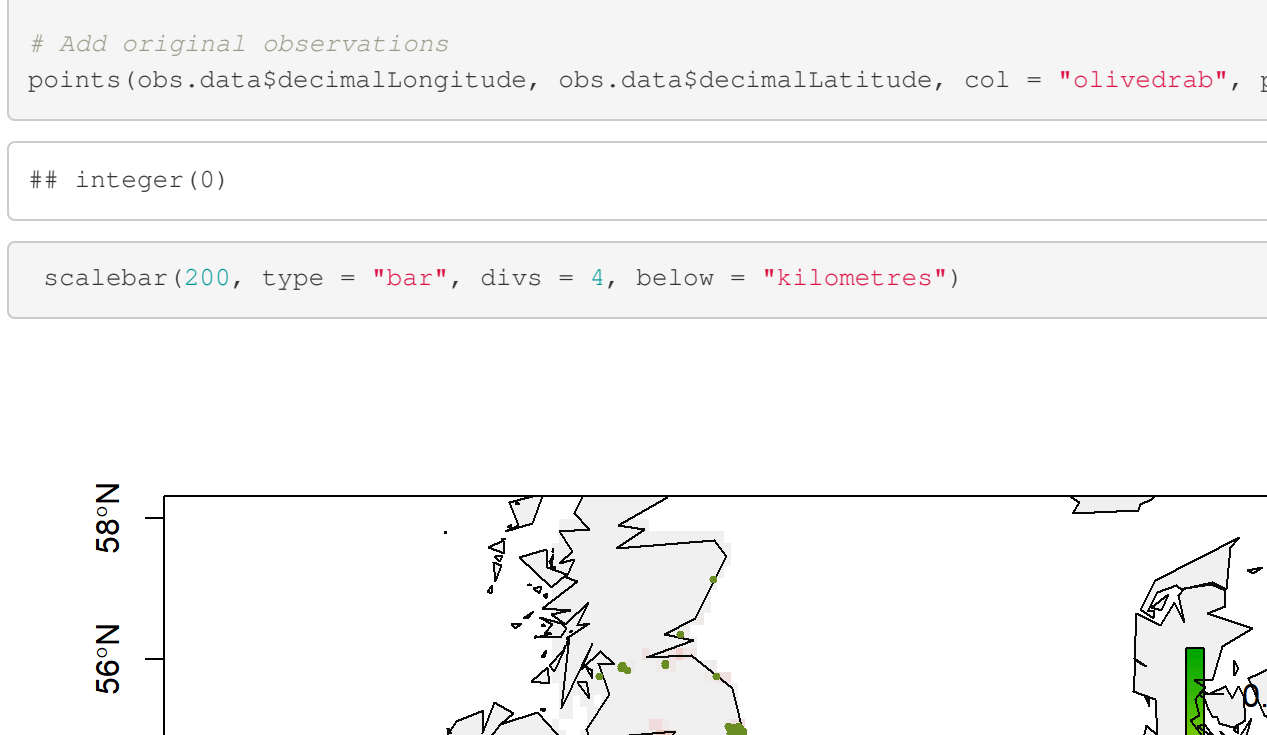 # Add original observations
points(obs.data$decimalLongitude, obs.data$decimalLatitude, col = "olivedrab", p
## integer(0)
scalebar(200, type = "bar", divs = 4, below = "kilometres")
58°N
56°N
0.